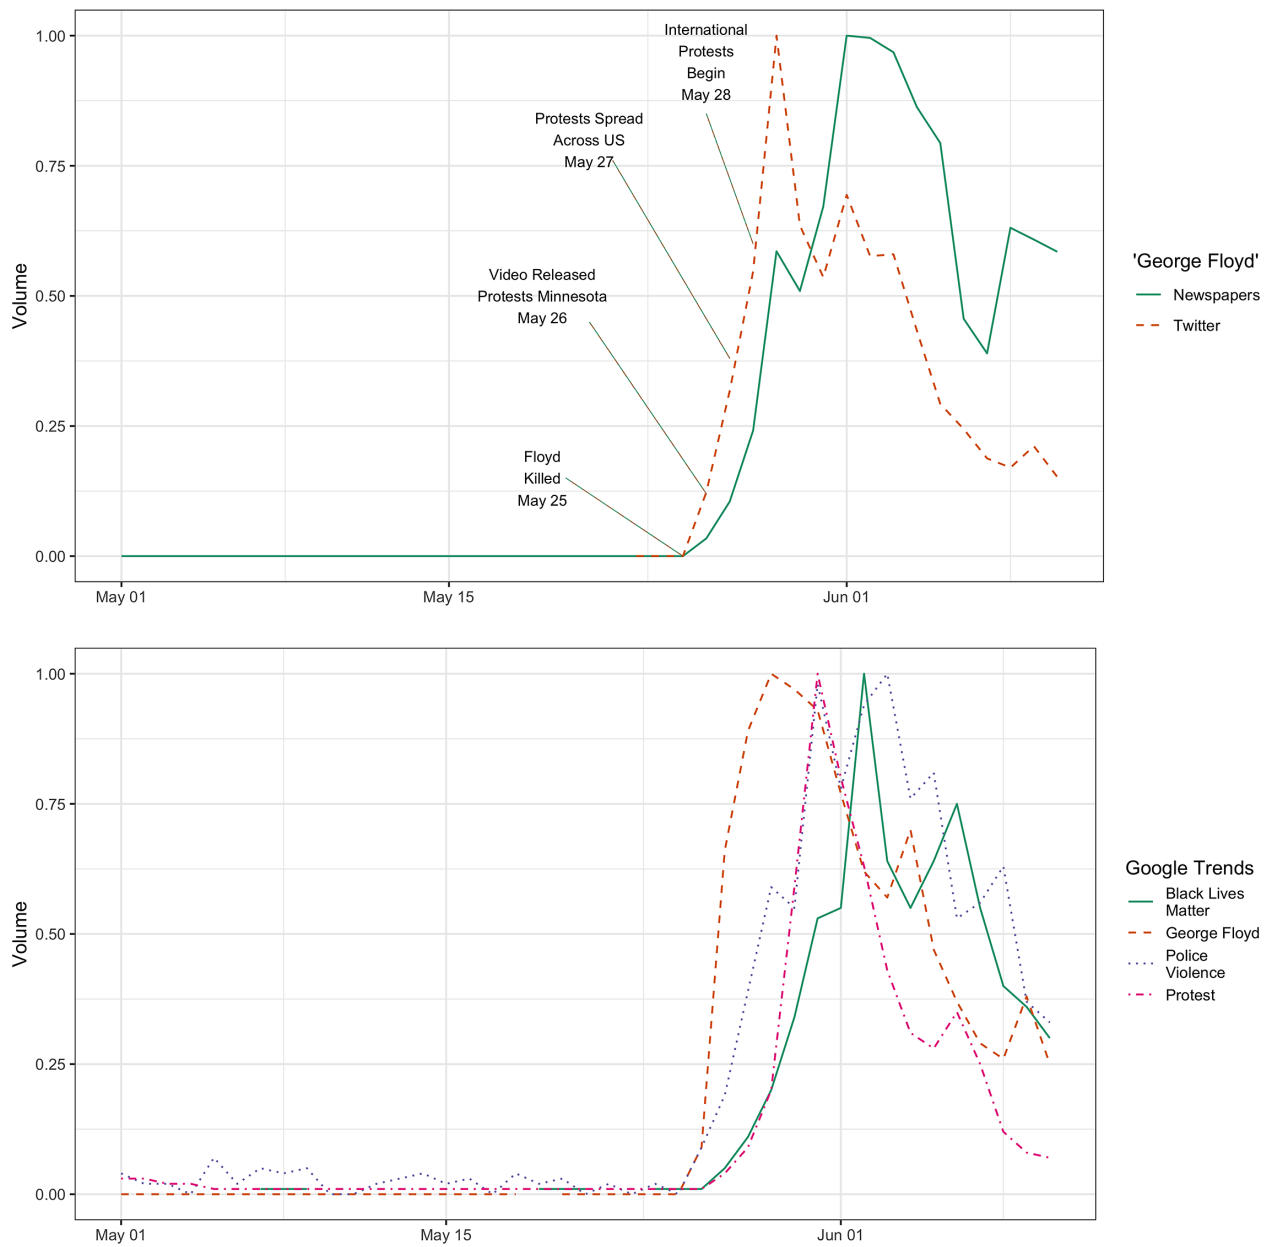 1.00
0.75
0.50
0.25
0.00
Volume
International
Protests
Begin
May 28
Protests Spread
Across US
May 27
Video Released
Protests Minnesota
May 26
Floyd
Killed
May 25
May 01
May 15
Jun 01
'George Floyd'
Newspapers
Twitter
1.00
0.75
0.50
0.25
0.00
Volume
May 01
May 15
Jun 01
Google Trends
Black Lives
Matter
George Floyd
Police
Violence
Protest